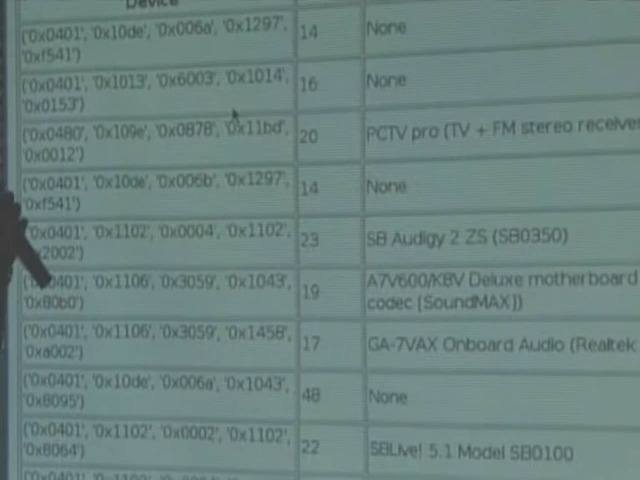 Device
('0x0401', '0x10de', '0x006a', '0x1297', 14 None
'0xf541')
('0x0401', '0x1013', '0x6003', '0x1014', 16 None
'0x0153')
('0x0480', '0x109e', '0x0878', '0x11bd', 20 PCTV pro (TV + FM stereo receiver
'0x0012')
('0x0401', '0x10de', '0x006b', '0x1297', 14 None
'0xf541')
'0x0401', '0x1102', '0x0004', '0x1102', 23 SB Audigy 2 ZS (SB0350)
2002')
'0x1106', '0x3059', '0x1043', 19 A7V600/K8V Deluxe motherboard
'0x80b0') codec [SoundMAX])
('0x0401', '0x1106', '0x3059', '0x1458', 17 GA-7VAX Onboard Audio (Realtek
'0xa002')
('0x0401', '0x10de', '0x006a', '0x1043', 48 None
'0x8095')
('0x0401', '0x1102', '0x0002', '0x1102', 22 SBLive! 5.1 Model SB0100
'0x8064')